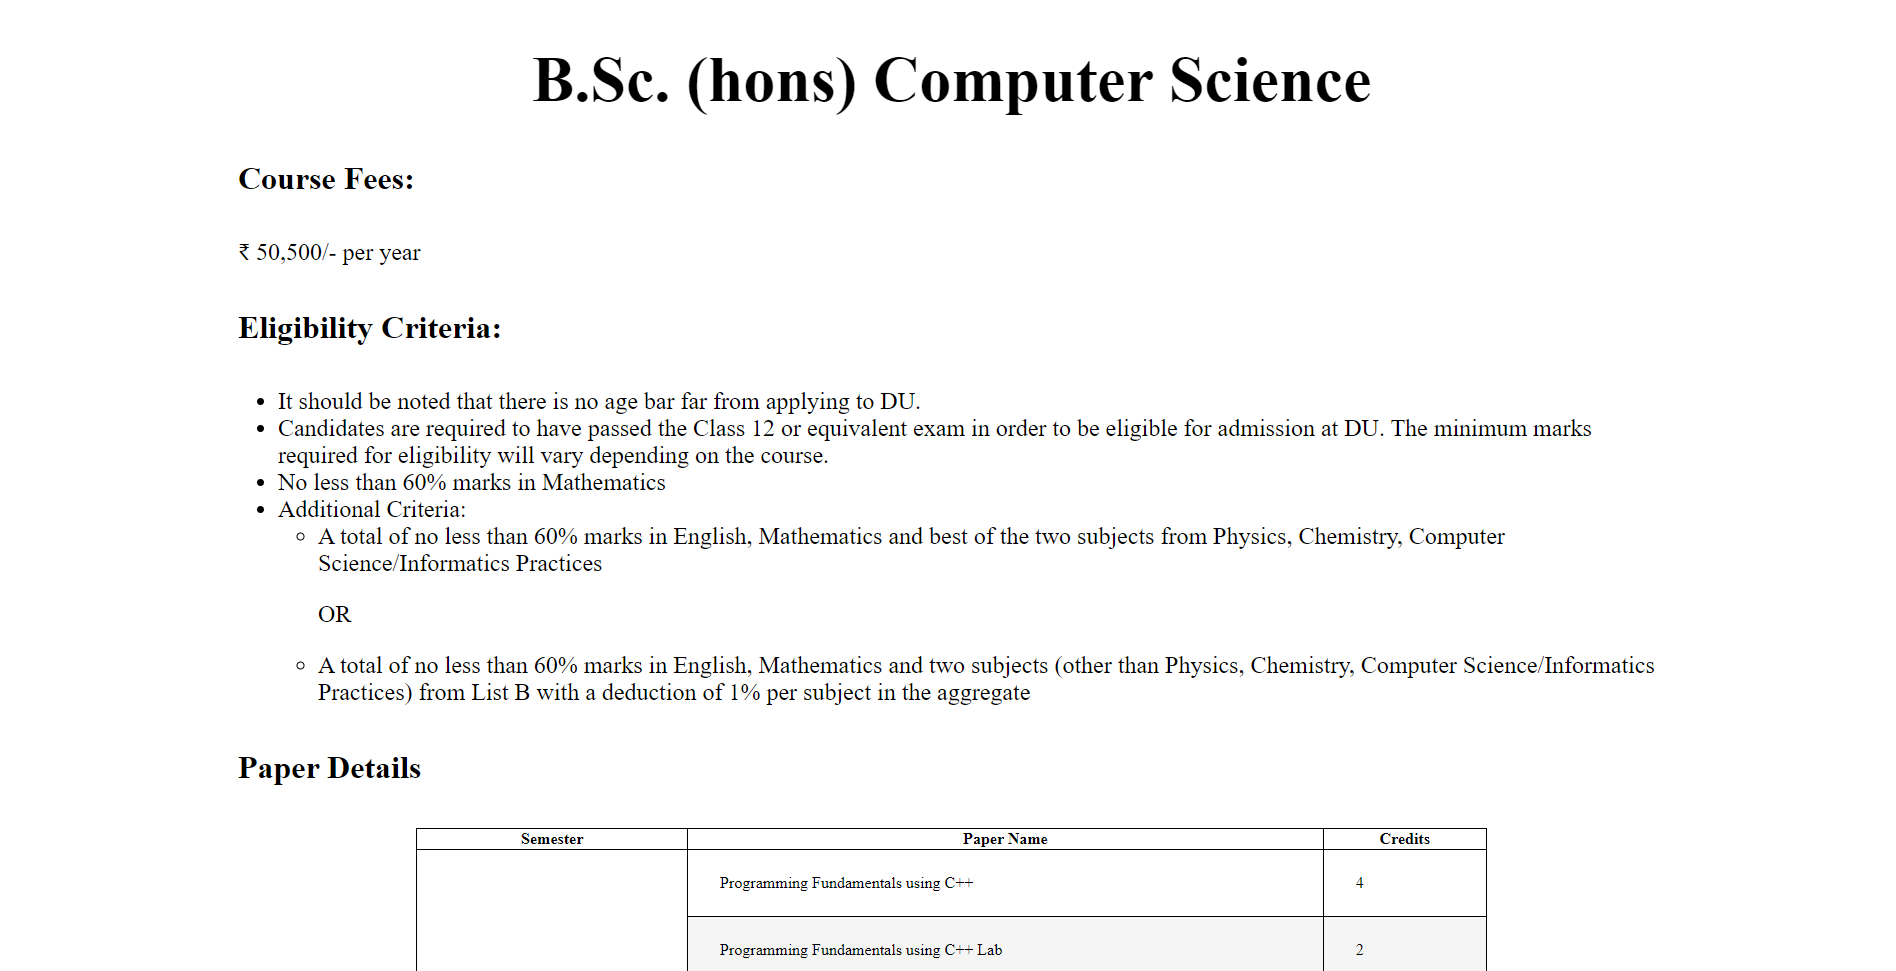 B.Sc. (hons) Computer Science
Course Fees:
₹ 50,500/- per year
Eligibility Criteria:
• It should be noted that there is no age bar far from applying to DU.
• Candidates are required to have passed the Class 12 or equivalent exam in order to be eligible for admission at DU. The minimum marks
required for eligibility will vary depending on the course.
• No less than 60% marks in Mathematics
• Additional Criteria:
◦ A total of no less than 60% marks in English, Mathematics and best of the two subjects from Physics, Chemistry, Computer
Science/Informatics Practices
OR
◦ A total of no less than 60% marks in English, Mathematics and two subjects (other than Physics, Chemistry, Computer Science/Informatics
Practices) from List B with a deduction of 1% per subject in the aggregate
Paper Details
Semester Paper Name Credits
Programming Fundamentals using C++ 4
Programming Fundamentals using C++ Lab 2